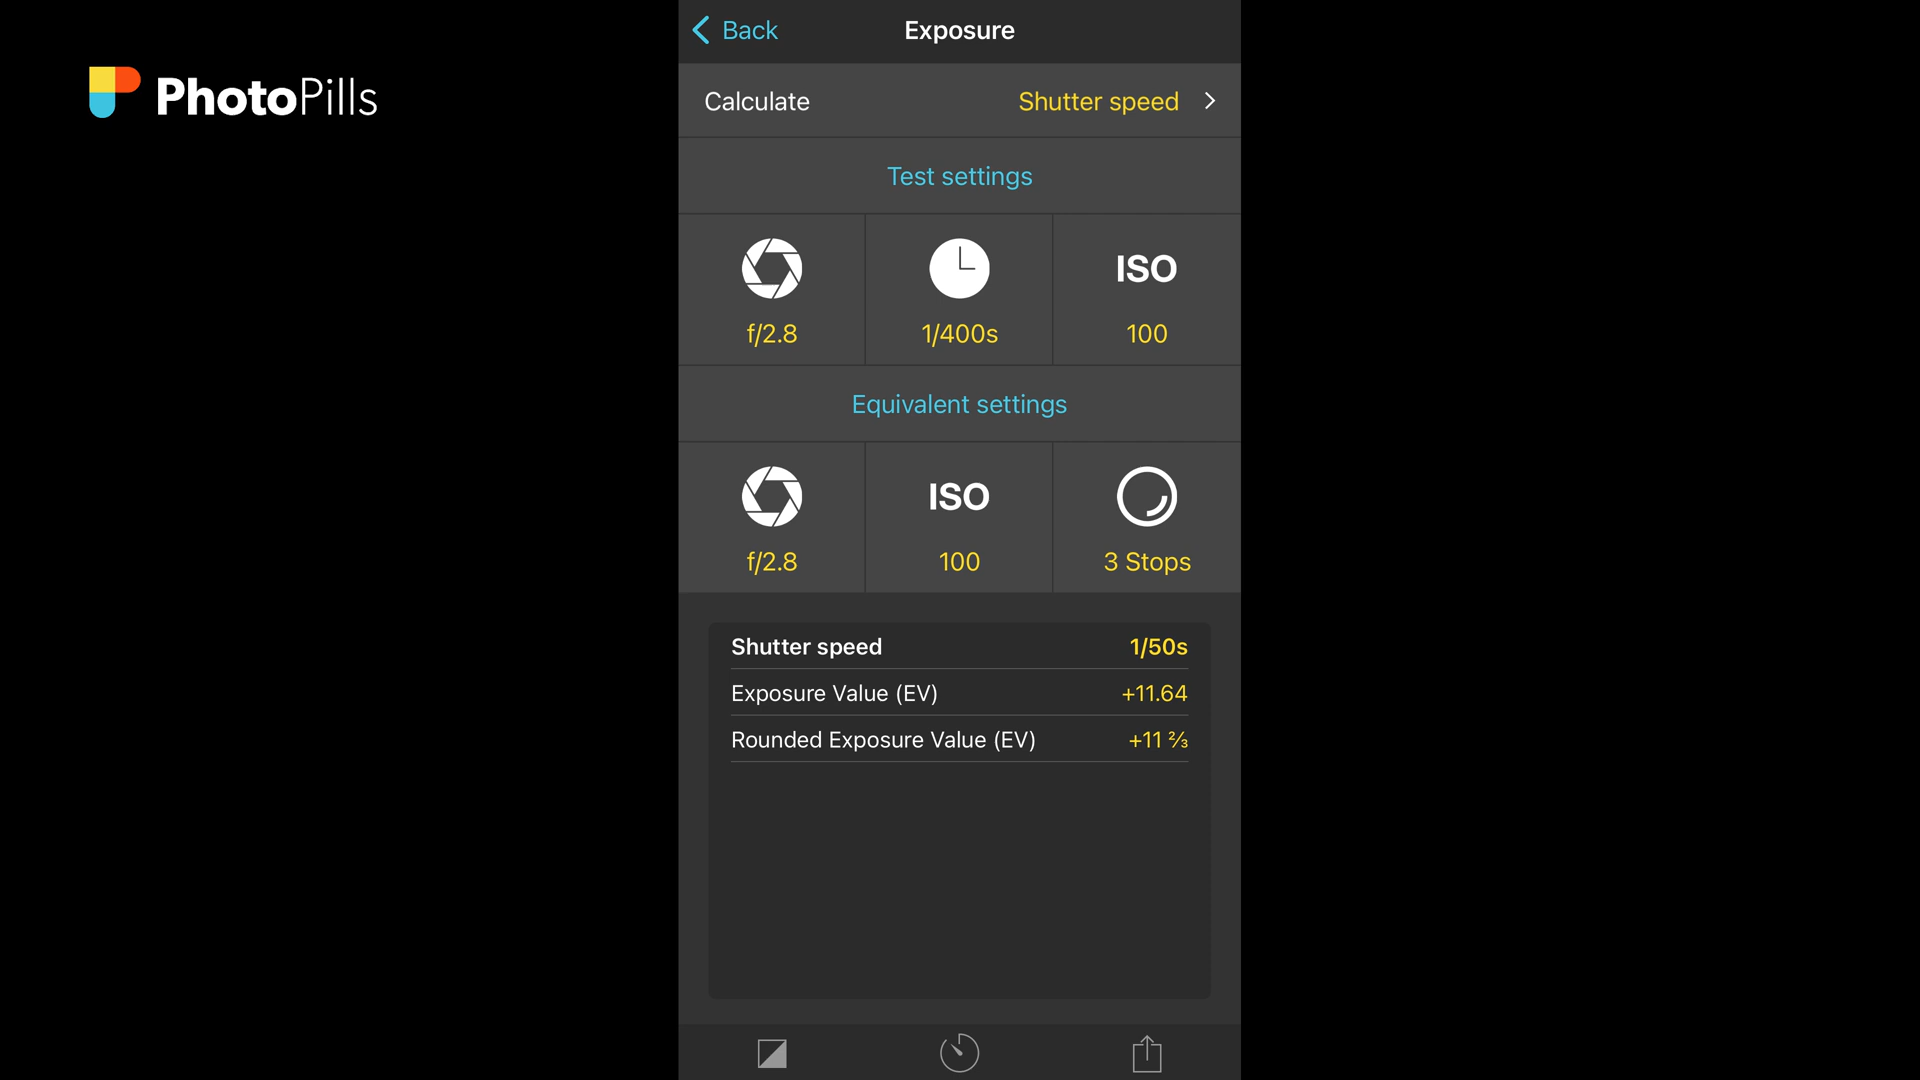 PhotoPills
Back
Exposure
Calculate
Shutter speed
Test settings
ISO
f/2.8
1/400s
100
Equivalent settings
ISO
f/2.8
100
3 Stops
Shutter speed
1/50s
Exposure Value (EV)
+11.64
Rounded Exposure Value (EV)
+11 ⅔